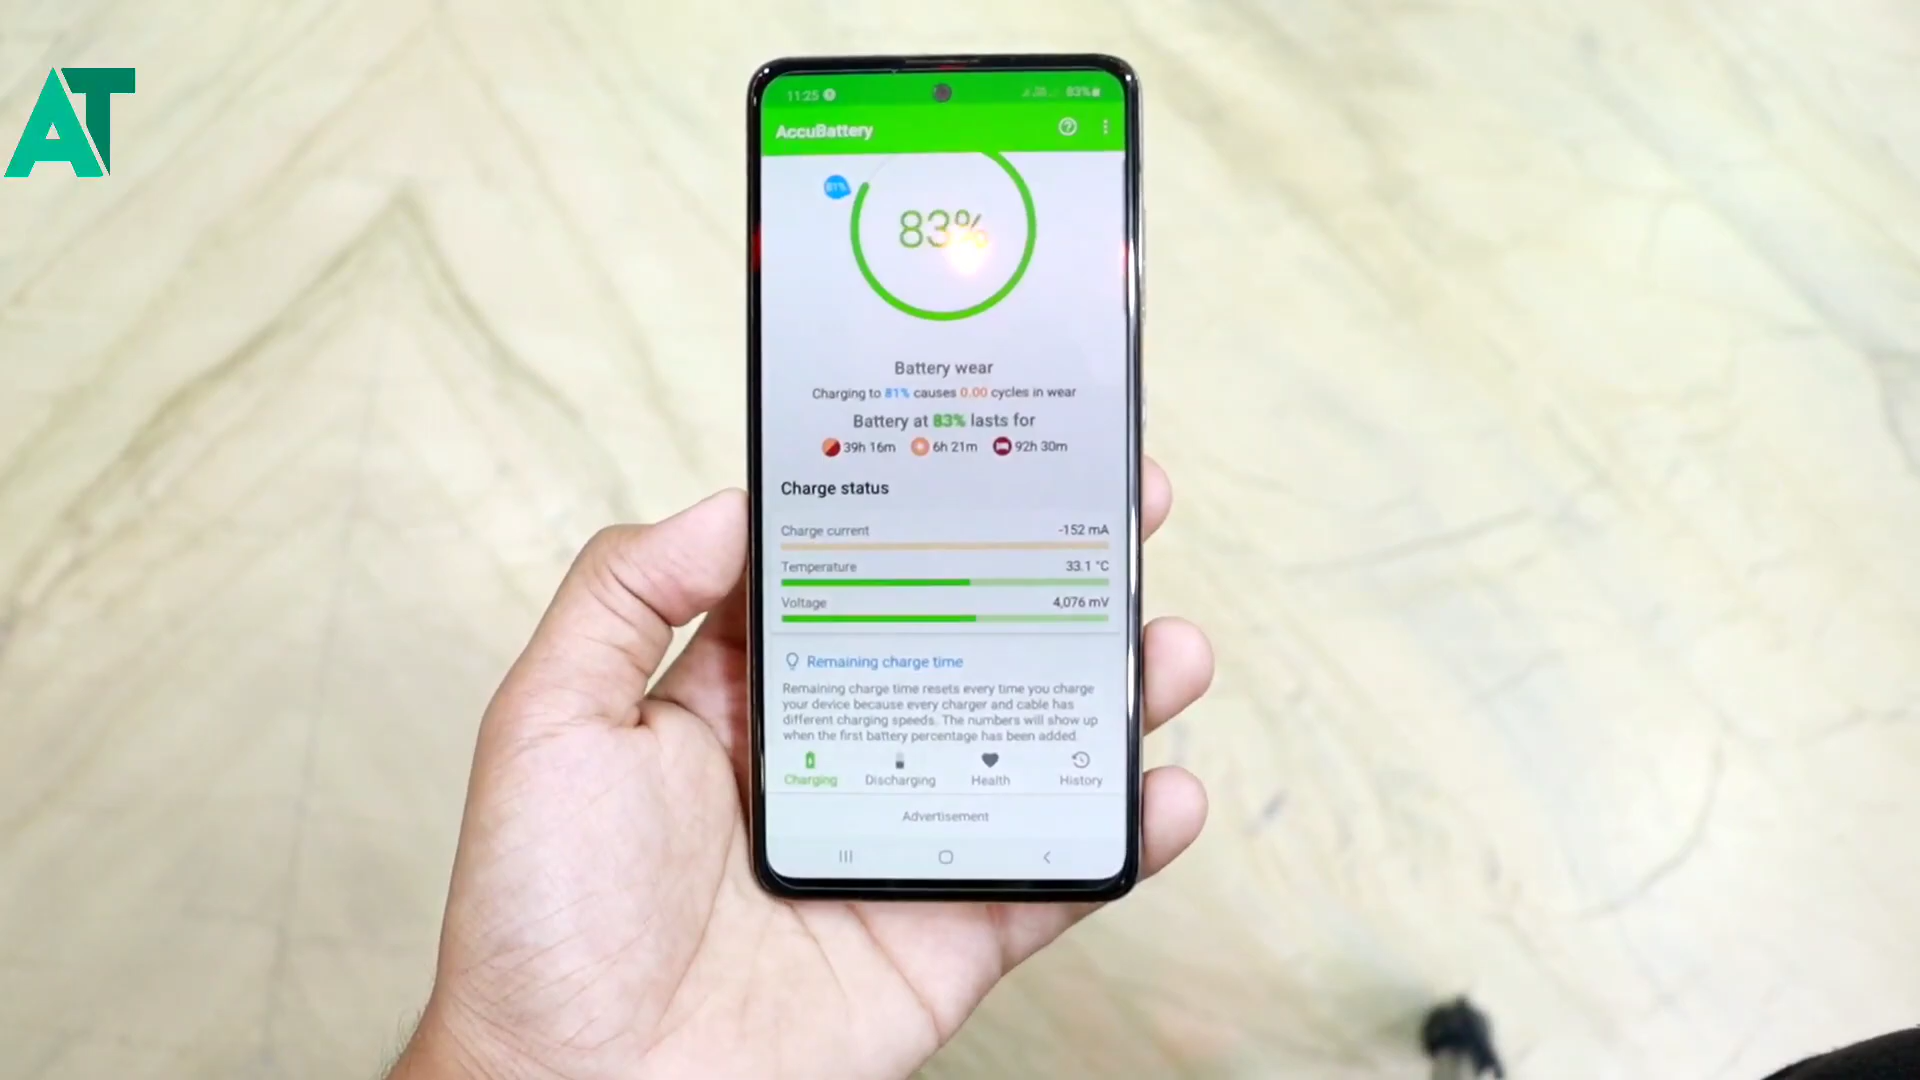 AT
11:25
83%
AccuBattery
81%
83%
Battery wear
Charging to 81% causes 0.00 cycles in wear
Battery at 83% lasts for
39h 16m 6h 21m 92h 30m
Charge status
Charge current -152 mA
Temperature 33.1 °C
Voltage 4,076 mV
Remaining charge time
Remaining charge time resets every time you charge
your device because every charger and cable has
different charging speeds. The numbers will show up
when the first battery percentage has been added.
Charging Discharging Health History
Advertisement